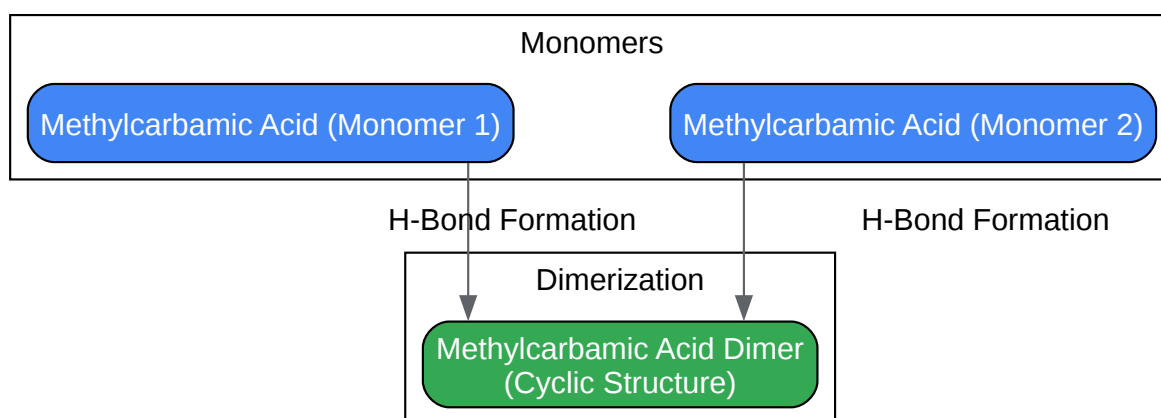 Monomers
Methylcarbamic Acid (Monomer 1)
Methylcarbamic Acid (Monomer 2)
H-Bond Formation
H-Bond Formation
Dimerization
Methylcarbamic Acid Dimer
(Cyclic Structure)